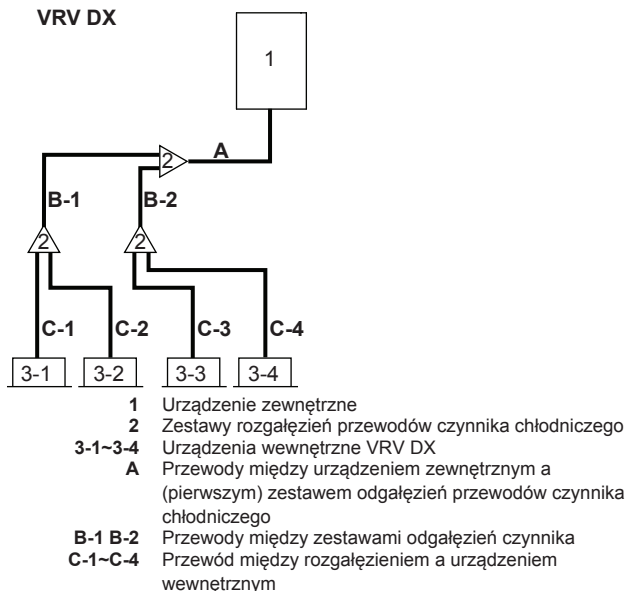 VRV DX
1
2
A
B-1
B-2
2
2
C-1
C-2
C-3
C-4
3-1
3-2
3-3
3-4
1 Urządzenie zewnętrzne
2 Zestawy rozgałęzień przewodów czynnika chłodniczego
3-1~3-4 Urządzenia wewnętrzne VRV DX
A Przewody między urządzeniem zewnętrznym a
(pierwszym) zestawem odgałęzień przewodów czynnika
chłodniczego
B-1 B-2 Przewody między zestawami odgałęzień czynnika
C-1~C-4 Przewód między rozgałęzieniem a urządzeniem
wewnętrznym